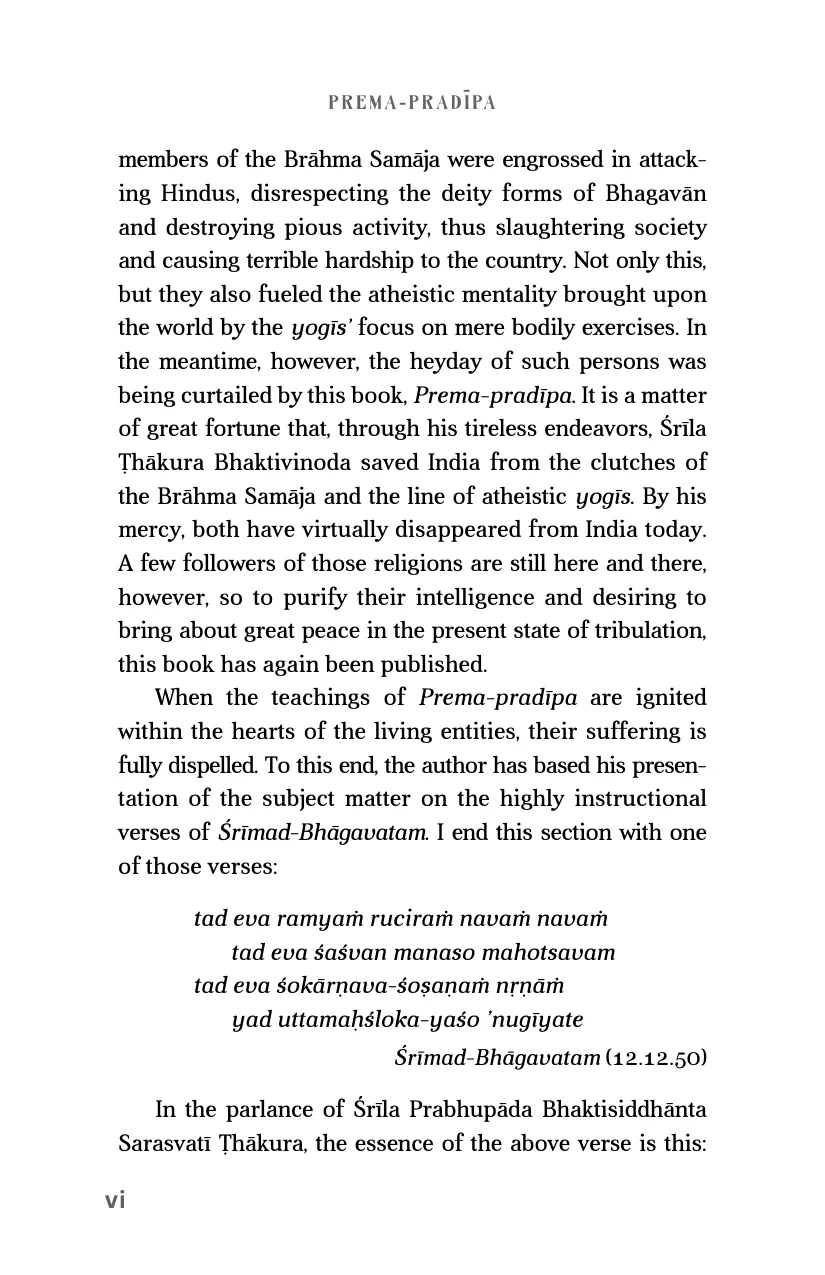 PREMA-PRADĪPA
members of the Brāhma Samāja were engrossed in attack-
ing Hindus, disrespecting the deity forms of Bhagavān
and destroying pious activity, thus slaughtering society
and causing terrible hardship to the country. Not only this,
but they also fueled the atheistic mentality brought upon
the world by the yogīs’ focus on mere bodily exercises. In
the meantime, however, the heyday of such persons was
being curtailed by this book, Prema-pradīpa. It is a matter
of great fortune that, through his tireless endeavors, Śrīla
Ṭhākura Bhaktivinoda saved India from the clutches of
the Brāhma Samāja and the line of atheistic yogīs. By his
mercy, both have virtually disappeared from India today.
A few followers of those religions are still here and there,
however, so to purify their intelligence and desiring to
bring about great peace in the present state of tribulation,
this book has again been published.
When the teachings of Prema-pradīpa are ignited
within the hearts of the living entities, their suffering is
fully dispelled. To this end, the author has based his presen-
tation of the subject matter on the highly instructional
verses of Śrīmad-Bhāgavatam. I end this section with one
of those verses:
tad eva ramyaṁ ruciraṁ navaṁ navaṁ
tad eva śaśvan manaso mahotsavam
tad eva śokārṇava-śoṣaṇaṁ nṛṇāṁ
yad uttamaḥśloka-yaśo ’nugīyate
Śrīmad-Bhāgavatam (12.12.50)
In the parlance of Śrīla Prabhupāda Bhaktisiddhānta
Sarasvatī Ṭhākura, the essence of the above verse is this:
vi